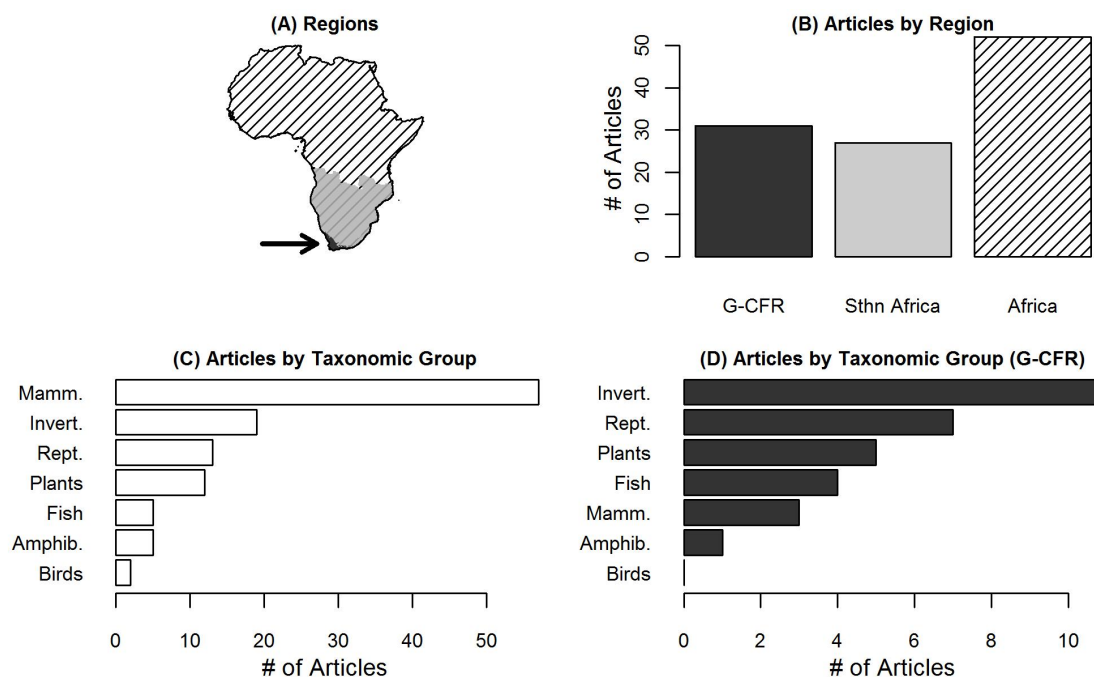 (A) Regions
(B) Articles by Region
# of Articles
0
10
20
30
40
50
G-CFR
Sthn Africa
Africa
(C) Articles by Taxonomic Group
Mamm.
Invert.
Rept.
Plants
Fish
Amphib.
Birds
0 10 20 30 40 50
# of Articles
(D) Articles by Taxonomic Group (G-CFR)
Invert.
Rept.
Plants
Fish
Mamm.
Amphib.
Birds
0 2 4 6 8 10
# of Articles